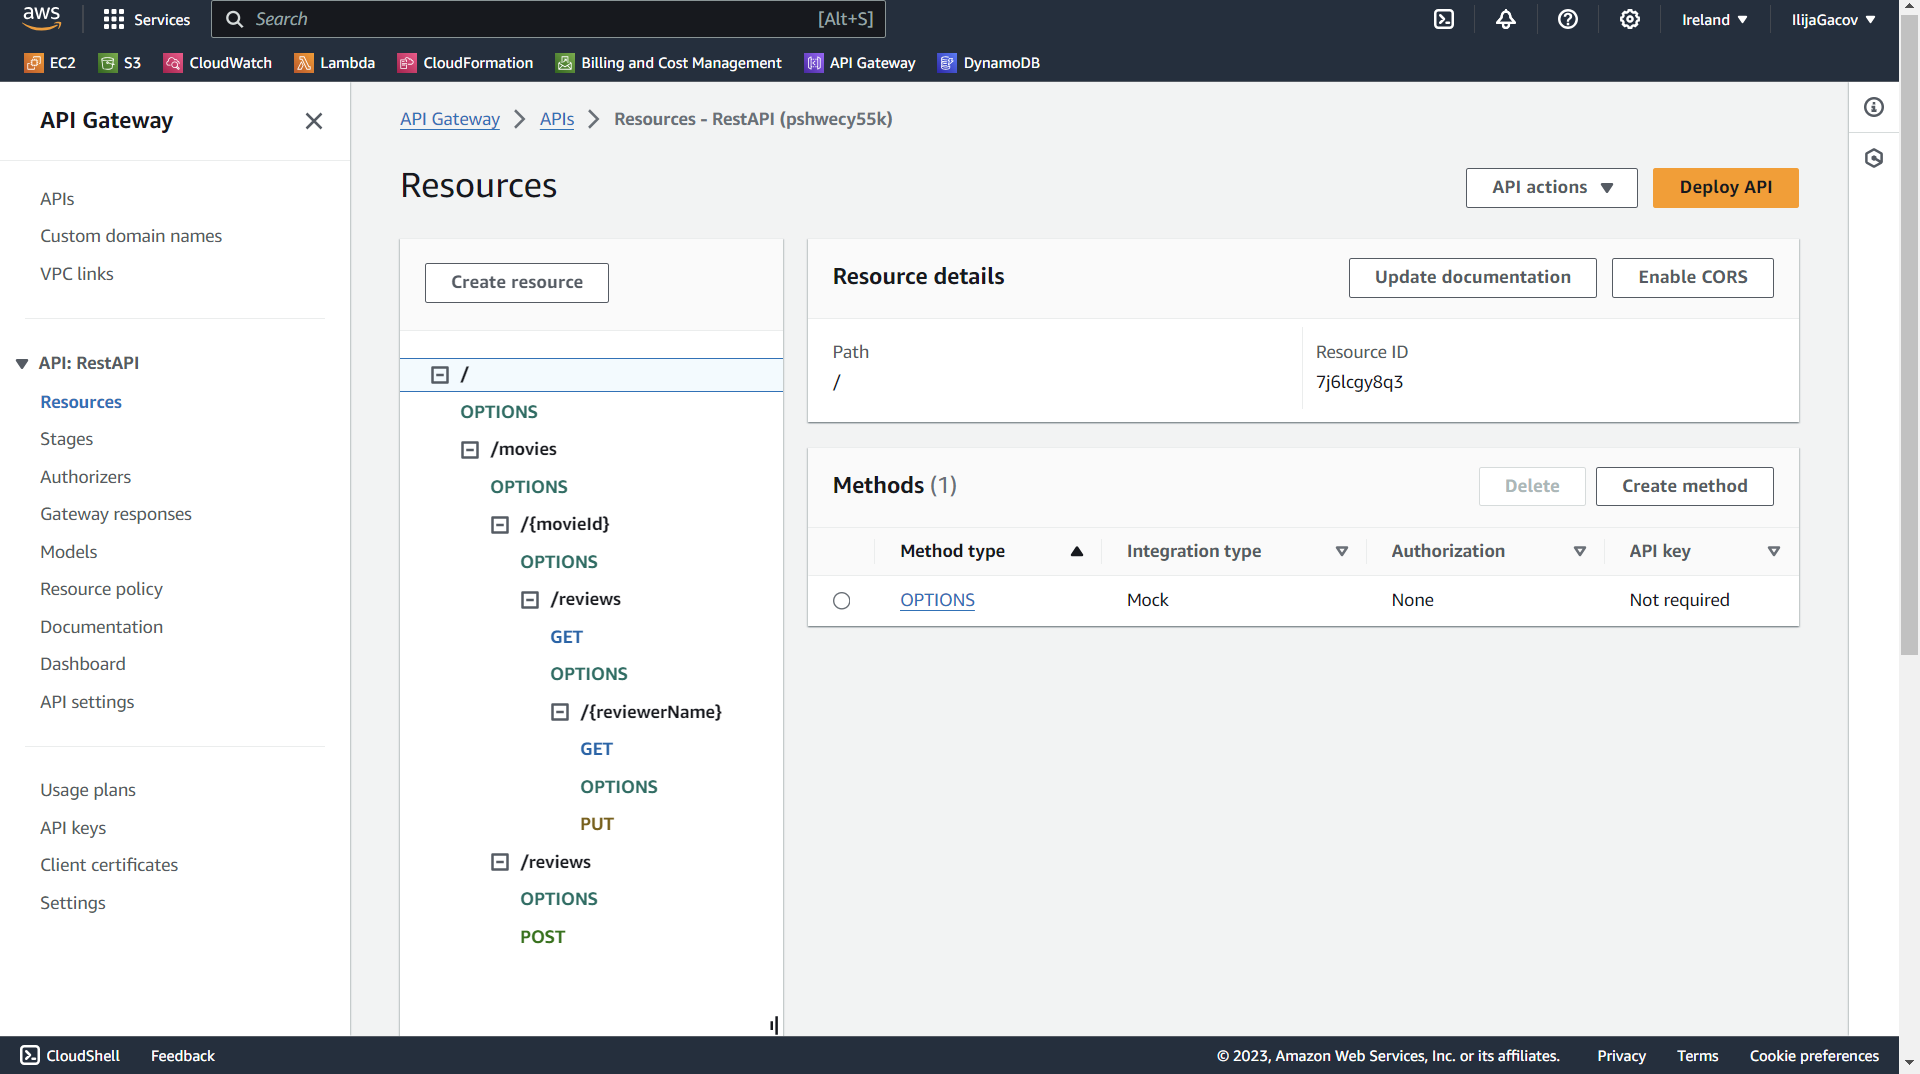 aws Services Search [Alt+S] Ireland IlijaGacov
EC2 S3 CloudWatch Lambda CloudFormation Billing and Cost Management API Gateway DynamoDB
API Gateway
APIs
Custom domain names
VPC links
API: RestAPI
Resources
Stages
Authorizers
Gateway responses
Models
Resource policy
Documentation
Dashboard
API settings
Usage plans
API keys
Client certificates
Settings
API Gateway APIs Resources - RestAPI (pshwecy55k)
Resources
API actions Deploy API
Create resource
/
OPTIONS
/movies
OPTIONS
/{movieId}
OPTIONS
/reviews
GET
OPTIONS
/{reviewerName}
GET
OPTIONS
PUT
/reviews
OPTIONS
POST
Resource details Update documentation Enable CORS
Path Resource ID
/ 7j6lcgy8q3
Methods (1) Delete Create method
Method type Integration type Authorization API key
OPTIONS Mock None Not required
CloudShell Feedback © 2023, Amazon Web Services, Inc. or its affiliates. Privacy Terms Cookie preferences